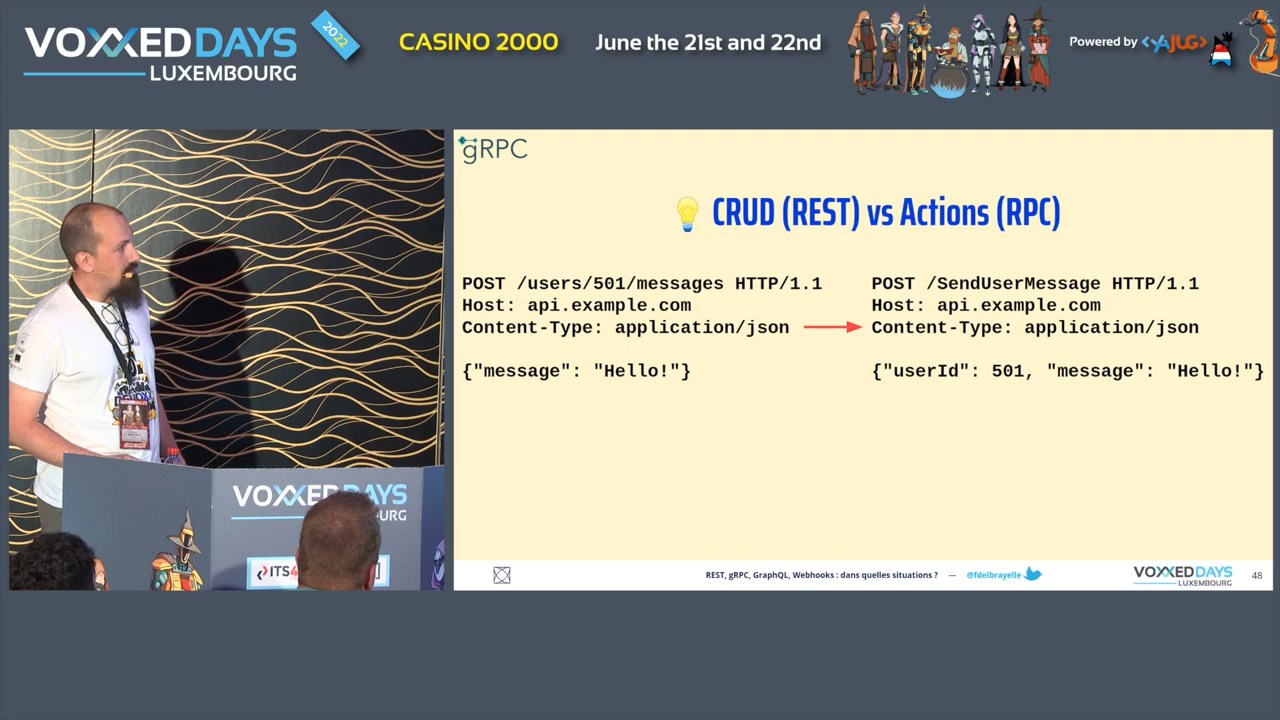 VOXXED DAYS
LUXEMBOURG
2022
CASINO 2000
June the 21st and 22nd
Powered by <YAJUG>
gRPC
CRUD (REST) vs Actions (RPC)
POST /users/501/messages HTTP/1.1
Host: api.example.com
Content-Type: application/json
{"message": "Hello!"}
POST /SendUserMessage HTTP/1.1
Host: api.example.com
Content-Type: application/json
{"userId": 501, "message": "Hello!"}
VOXXED DAYS
URG
ITS4
REST, gRPC, GraphQL, Webhooks : dans quelles situations ? — @fdelbrayelle
VOXXED DAYS
LUXEMBOURG
48